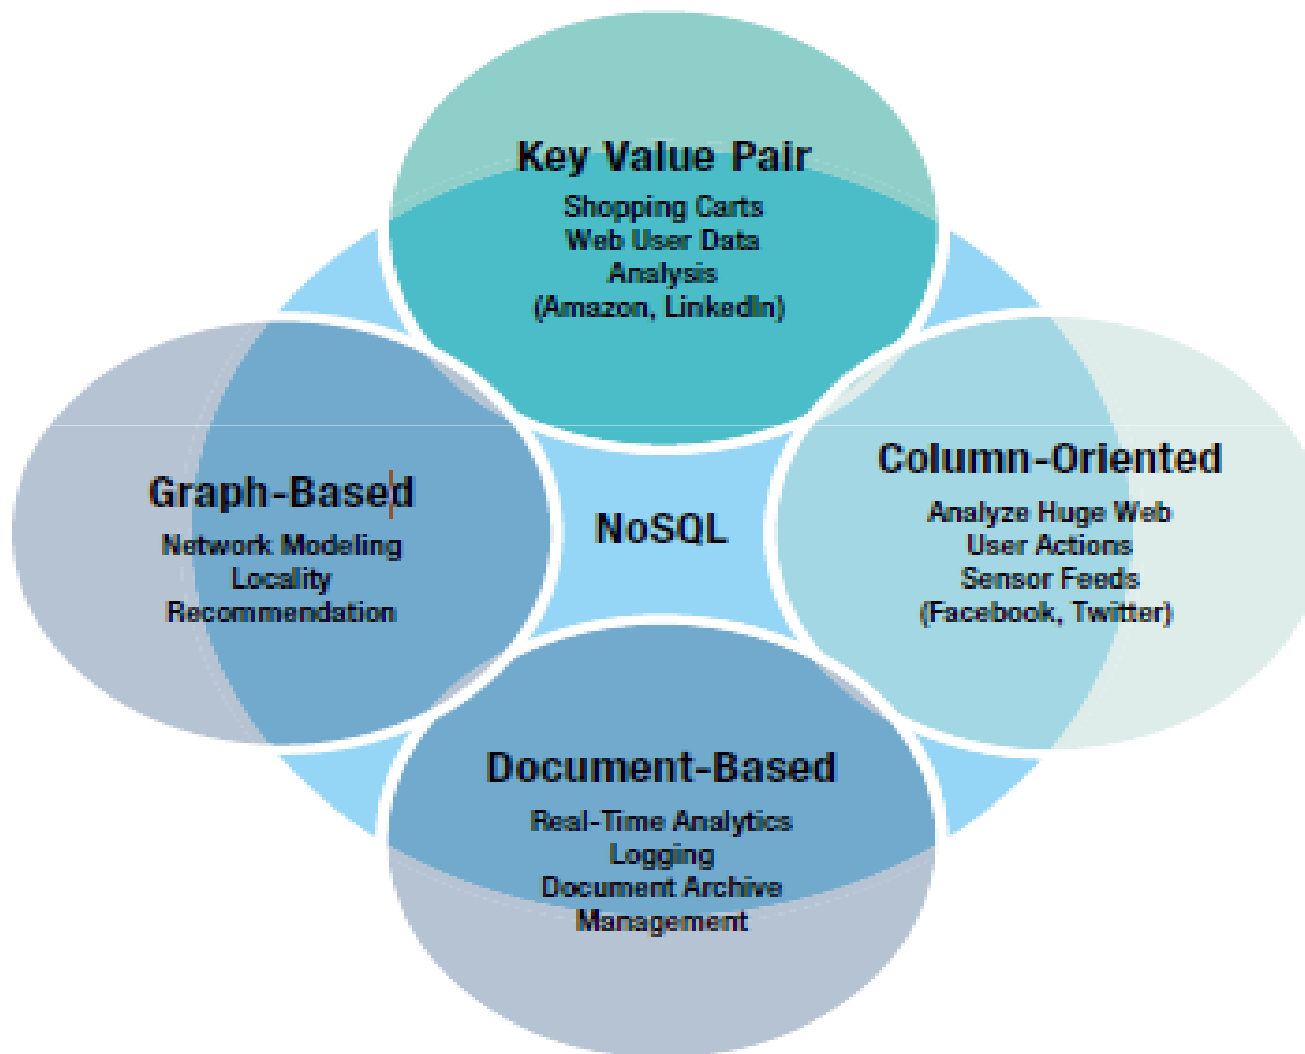 Key Value Pair
Shopping Carts
Web User Data
Analysis
(Amazon, LinkedIn)
Graph-Based
Network Modeling
Locality
Recommendation
NoSQL
Column-Oriented
Analyze Huge Web
User Actions
Sensor Feeds
(Facebook, Twitter)
Document-Based
Real-Time Analytics
Logging
Document Archive
Management